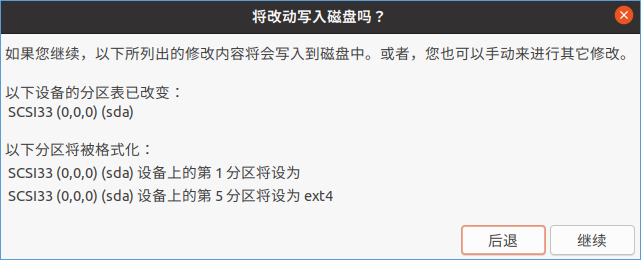 将改动写入磁盘吗？
如果您继续，以下所列出的修改内容将会写入到磁盘中。或者，您也可以手动来进行其它修改。
以下设备的分区表已改变：
SCSI33 (0,0,0) (sda)
以下分区将被格式化：
SCSI33 (0,0,0) (sda) 设备上的第 1 分区将设为
SCSI33 (0,0,0) (sda) 设备上的第 5 分区将设为 ext4
后退 继续